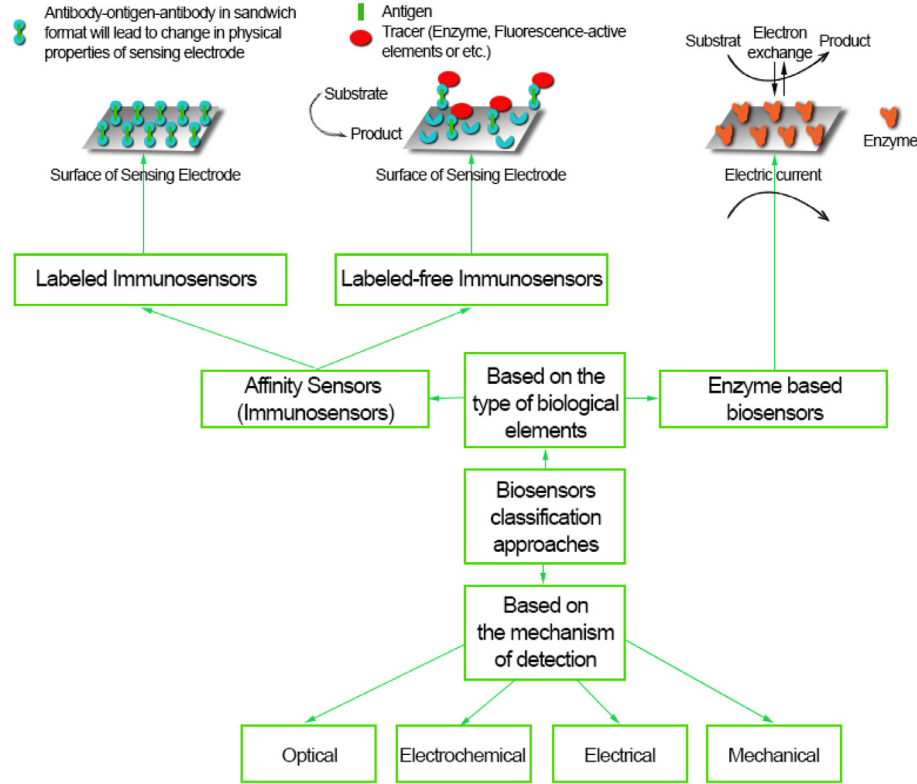 Antibody-ontigen-antibody in sandwich
format will lead to change in physical
properties of sensing electrode
Antigen
Tracer (Enzyme, Fluorescence-active
elements or etc.)
Substrat
Electron
exchange
Product
Substrate
Product
Enzyme
Surface of Sensing Electrode
Surface of Sensing Electrode
Electric current
Labeled Immunosensors
Labeled-free Immunosensors
Affinity Sensors
(Immunosensors)
Based on the
type of biological
elements
Enzyme based
biosensors
Biosensors
classification
approaches
Based on
the mechanism
of detection
Optical
Electrochemical
Electrical
Mechanical